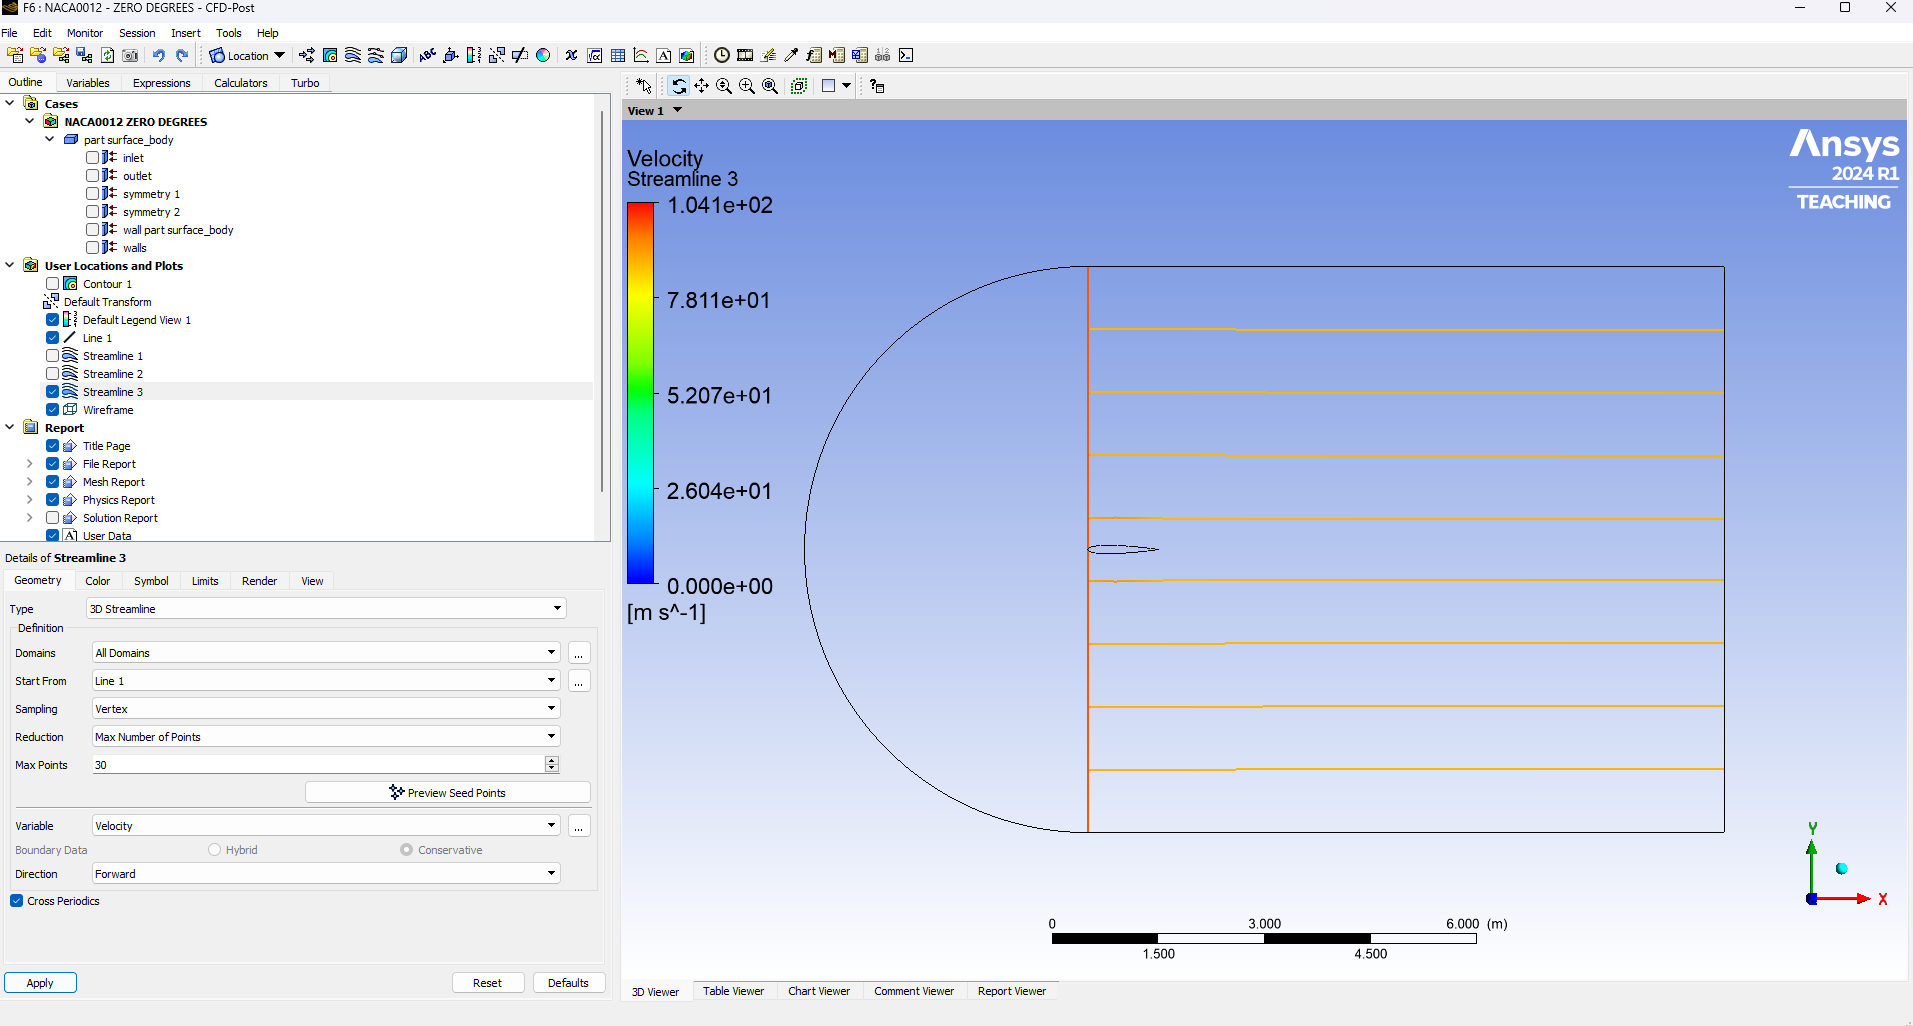 F6 : NACA0012 - ZERO DEGREES - CFD-Post
File Edit Monitor Session Insert Tools Help
Location
Outline Variables Expressions Calculators Turbo
Cases
NACA0012 ZERO DEGREES
part surface_body
inlet
outlet
symmetry 1
symmetry 2
wall part surface_body
walls
User Locations and Plots
Contour 1
Default Transform
Default Legend View 1
Line 1
Streamline 1
Streamline 2
Streamline 3
Wireframe
Report
Title Page
File Report
Mesh Report
Physics Report
Solution Report
User Data
Details of Streamline 3
Geometry Color Symbol Limits Render View
Type 3D Streamline
Definition
Domains All Domains ...
Start From Line 1 ...
Sampling Vertex
Reduction Max Number of Points
Max Points 30
Preview Seed Points
Variable Velocity ...
Boundary Data Hybrid Conservative
Direction Forward
Cross Periodics
Apply Reset Defaults
View 1
Velocity
Streamline 3
1.041e+02
7.811e+01
5.207e+01
2.604e+01
0.000e+00
[m s^-1]
Ansys
2024 R1
TEACHING
Y
X
0 3.000 6.000 (m)
1.500 4.500
3D Viewer Table Viewer Chart Viewer Comment Viewer Report Viewer